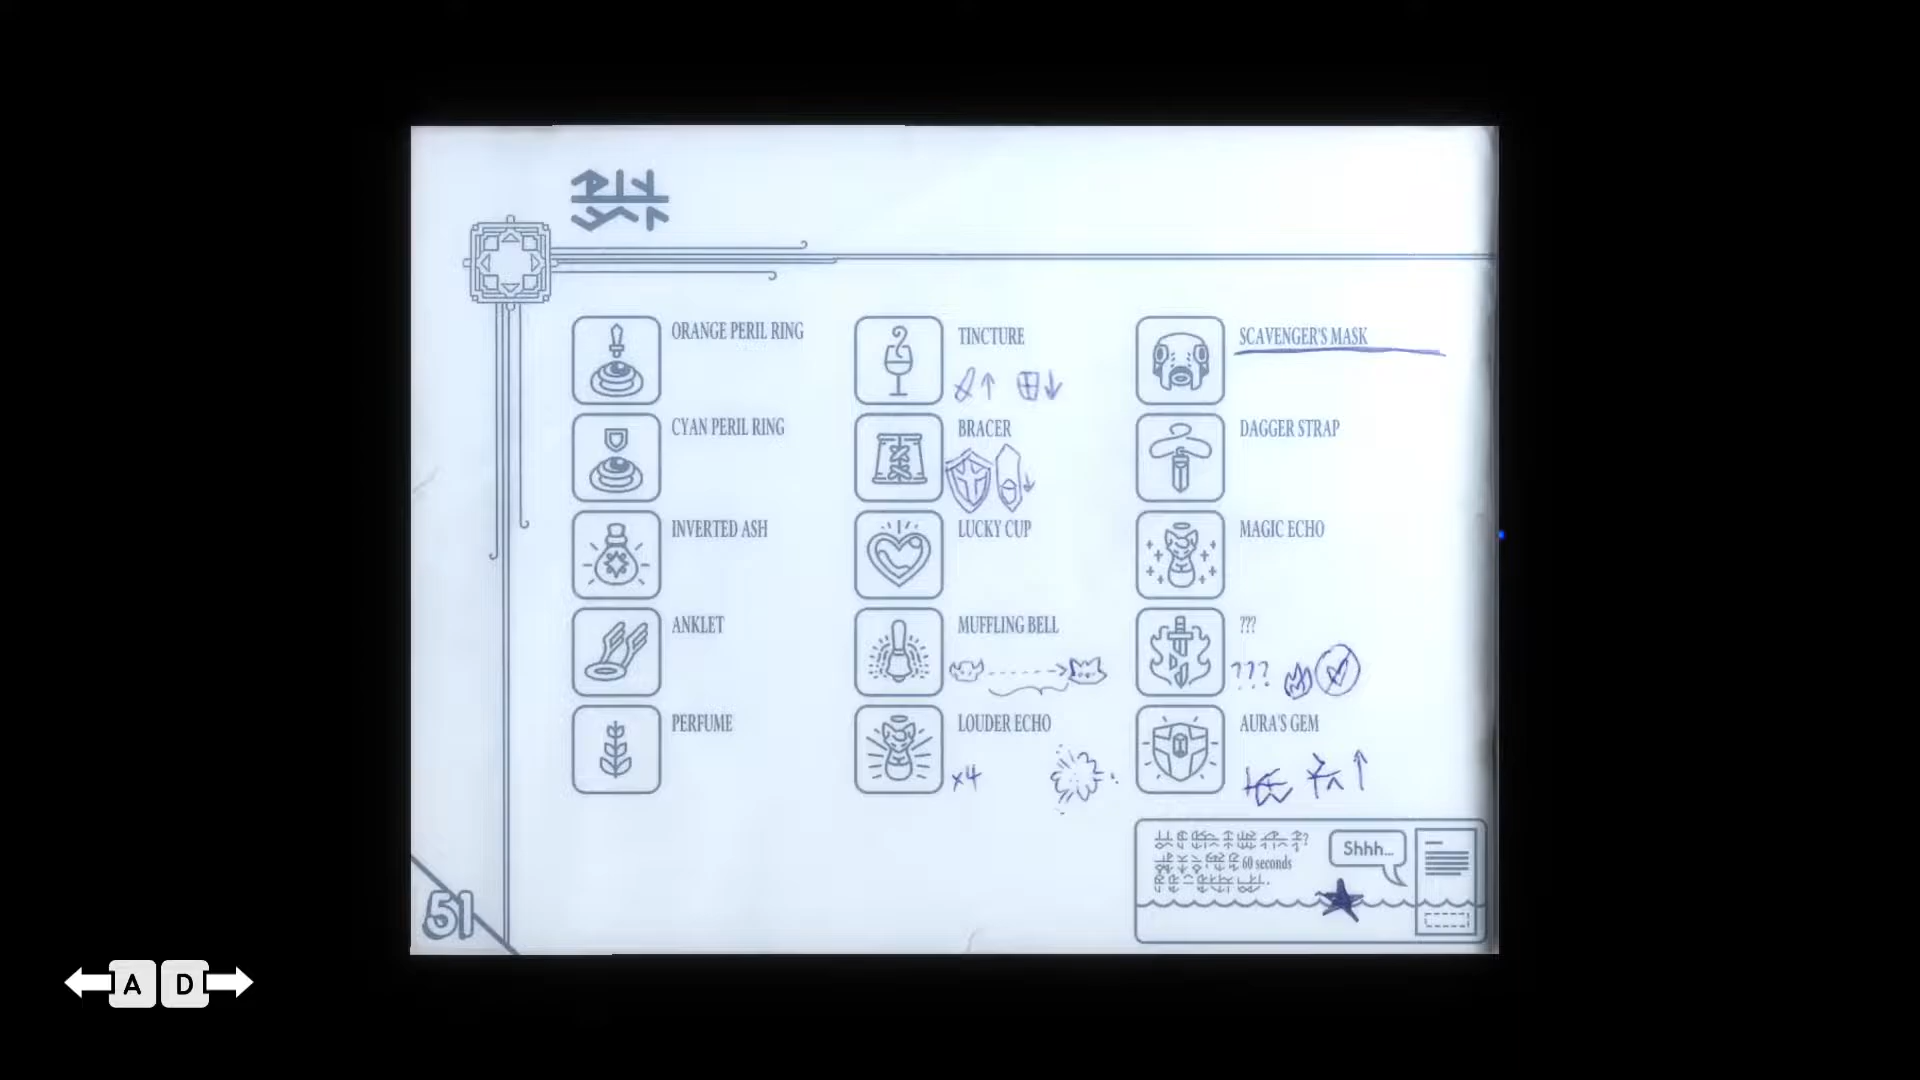 ORANGE PERIL RING
CYAN PERIL RING
INVERTED ASH
ANKLET
PERFUME
TINCTURE
BRACER
LUCKY CUP
MUFFLING BELL
LOUDER ECHO
x4
SCAVENGER'S MASK
DAGGER STRAP
MAGIC ECHO
???
???
AURA'S GEM
?
60 seconds
Shhh...
51
A D